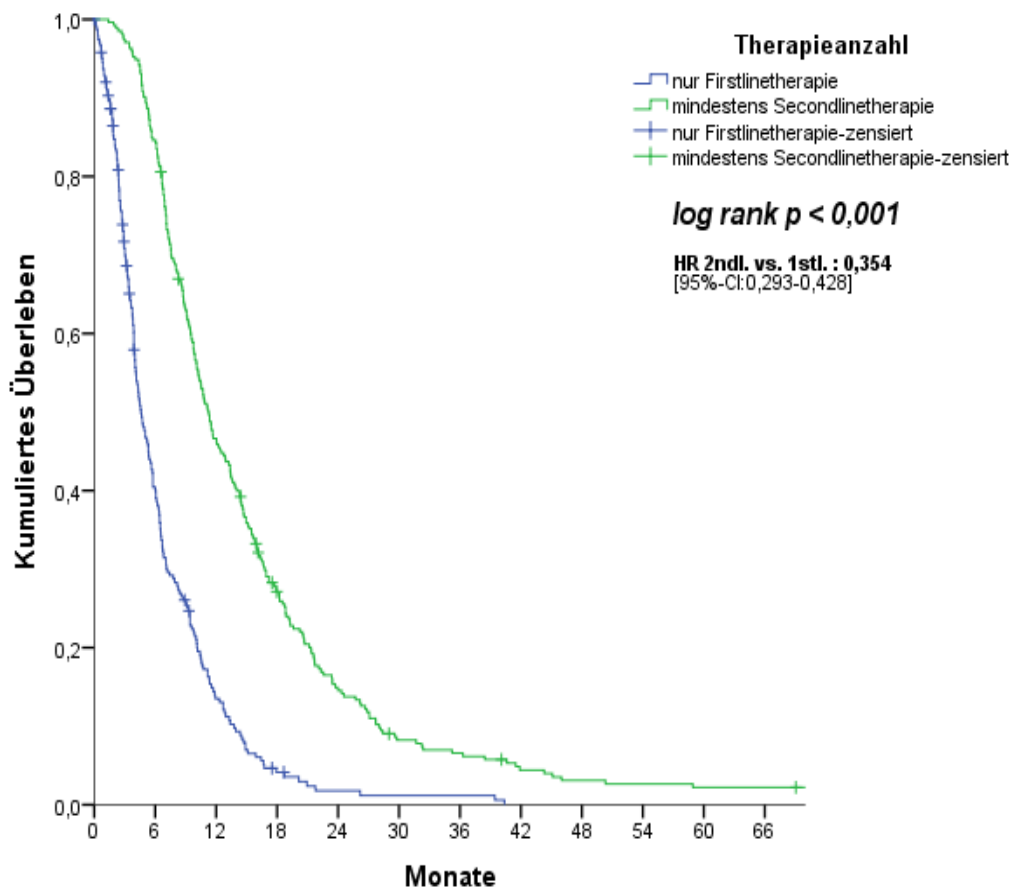 Therapieanzahl
nur Firstlinetherapie
mindestens Secondlinetherapie
nur Firstlinetherapie-zensiert
mindestens Secondlinetherapie-zensiert
log rank p < 0,001
HR 2ndl. vs. 1stl. : 0,354
[95%-CI:0,293-0,428]
Kumuliertes Überleben
1,0
0,8
0,6
0,4
0,2
0,0
0 6 12 18 24 30 36 42 48 54 60 66
Monate